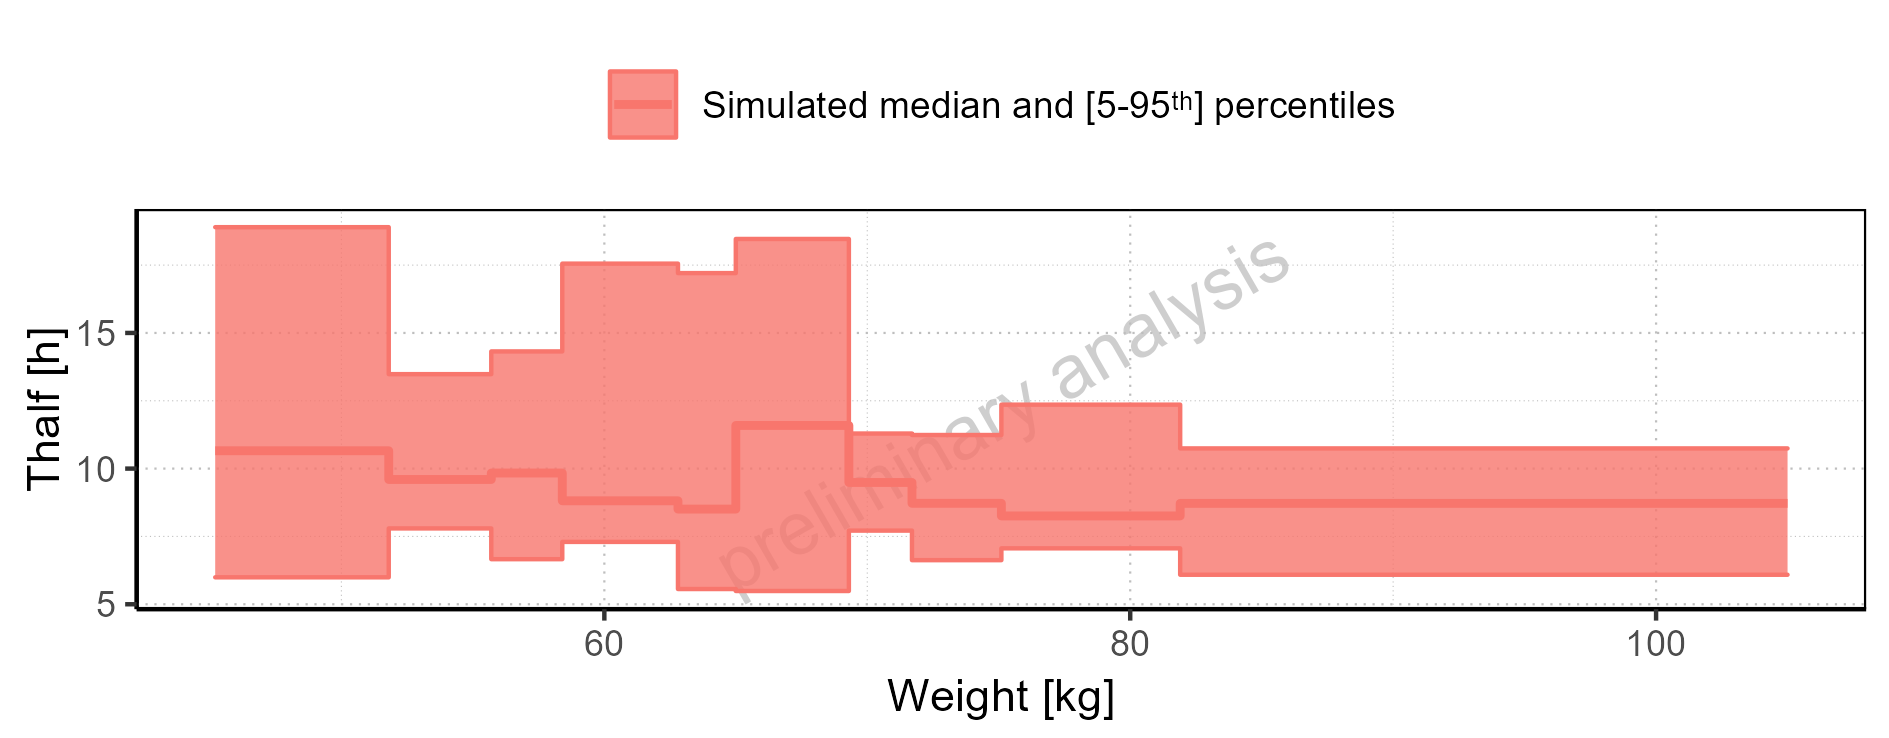 Simulated median and [5-95th] percentiles
15
10
5
Thalf [h]
preliminary analysis
60 80 100
Weight [kg]